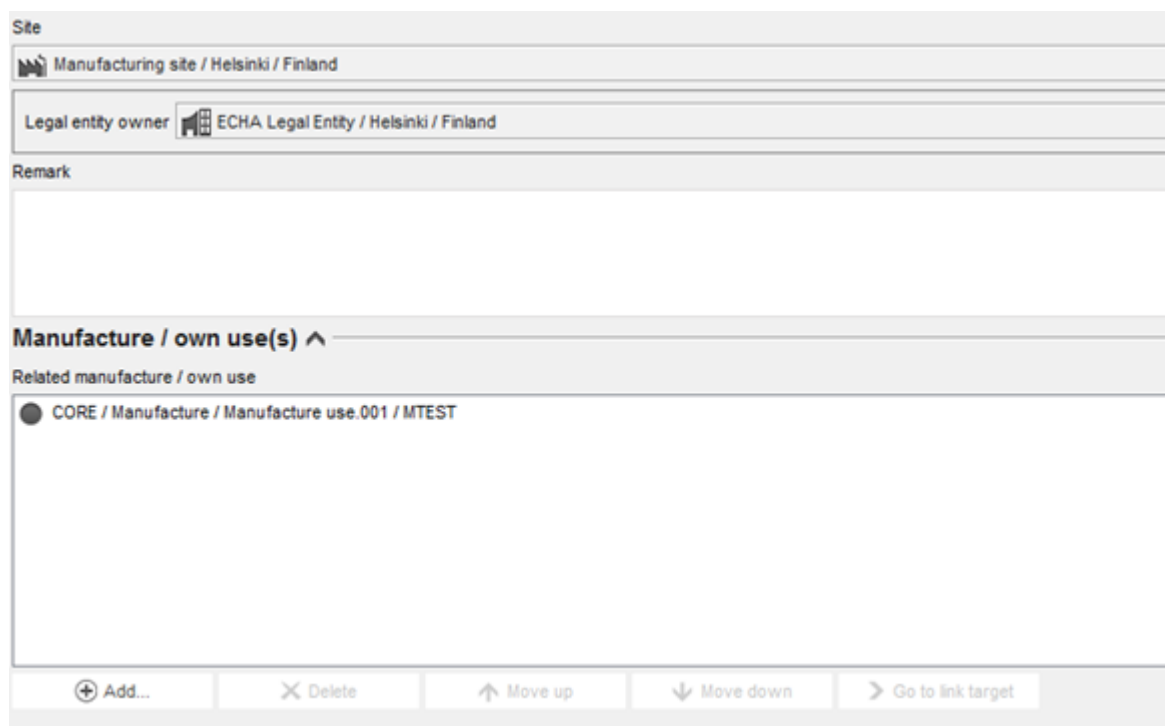 Site
Manufacturing site / Helsinki / Finland
Legal entity owner ECHA Legal Entity / Helsinki / Finland
Remark
Manufacture / own use(s)
Related manufacture / own use
CORE / Manufacture / Manufacture use.001 / MTEST
Add... Delete Move up Move down Go to link target